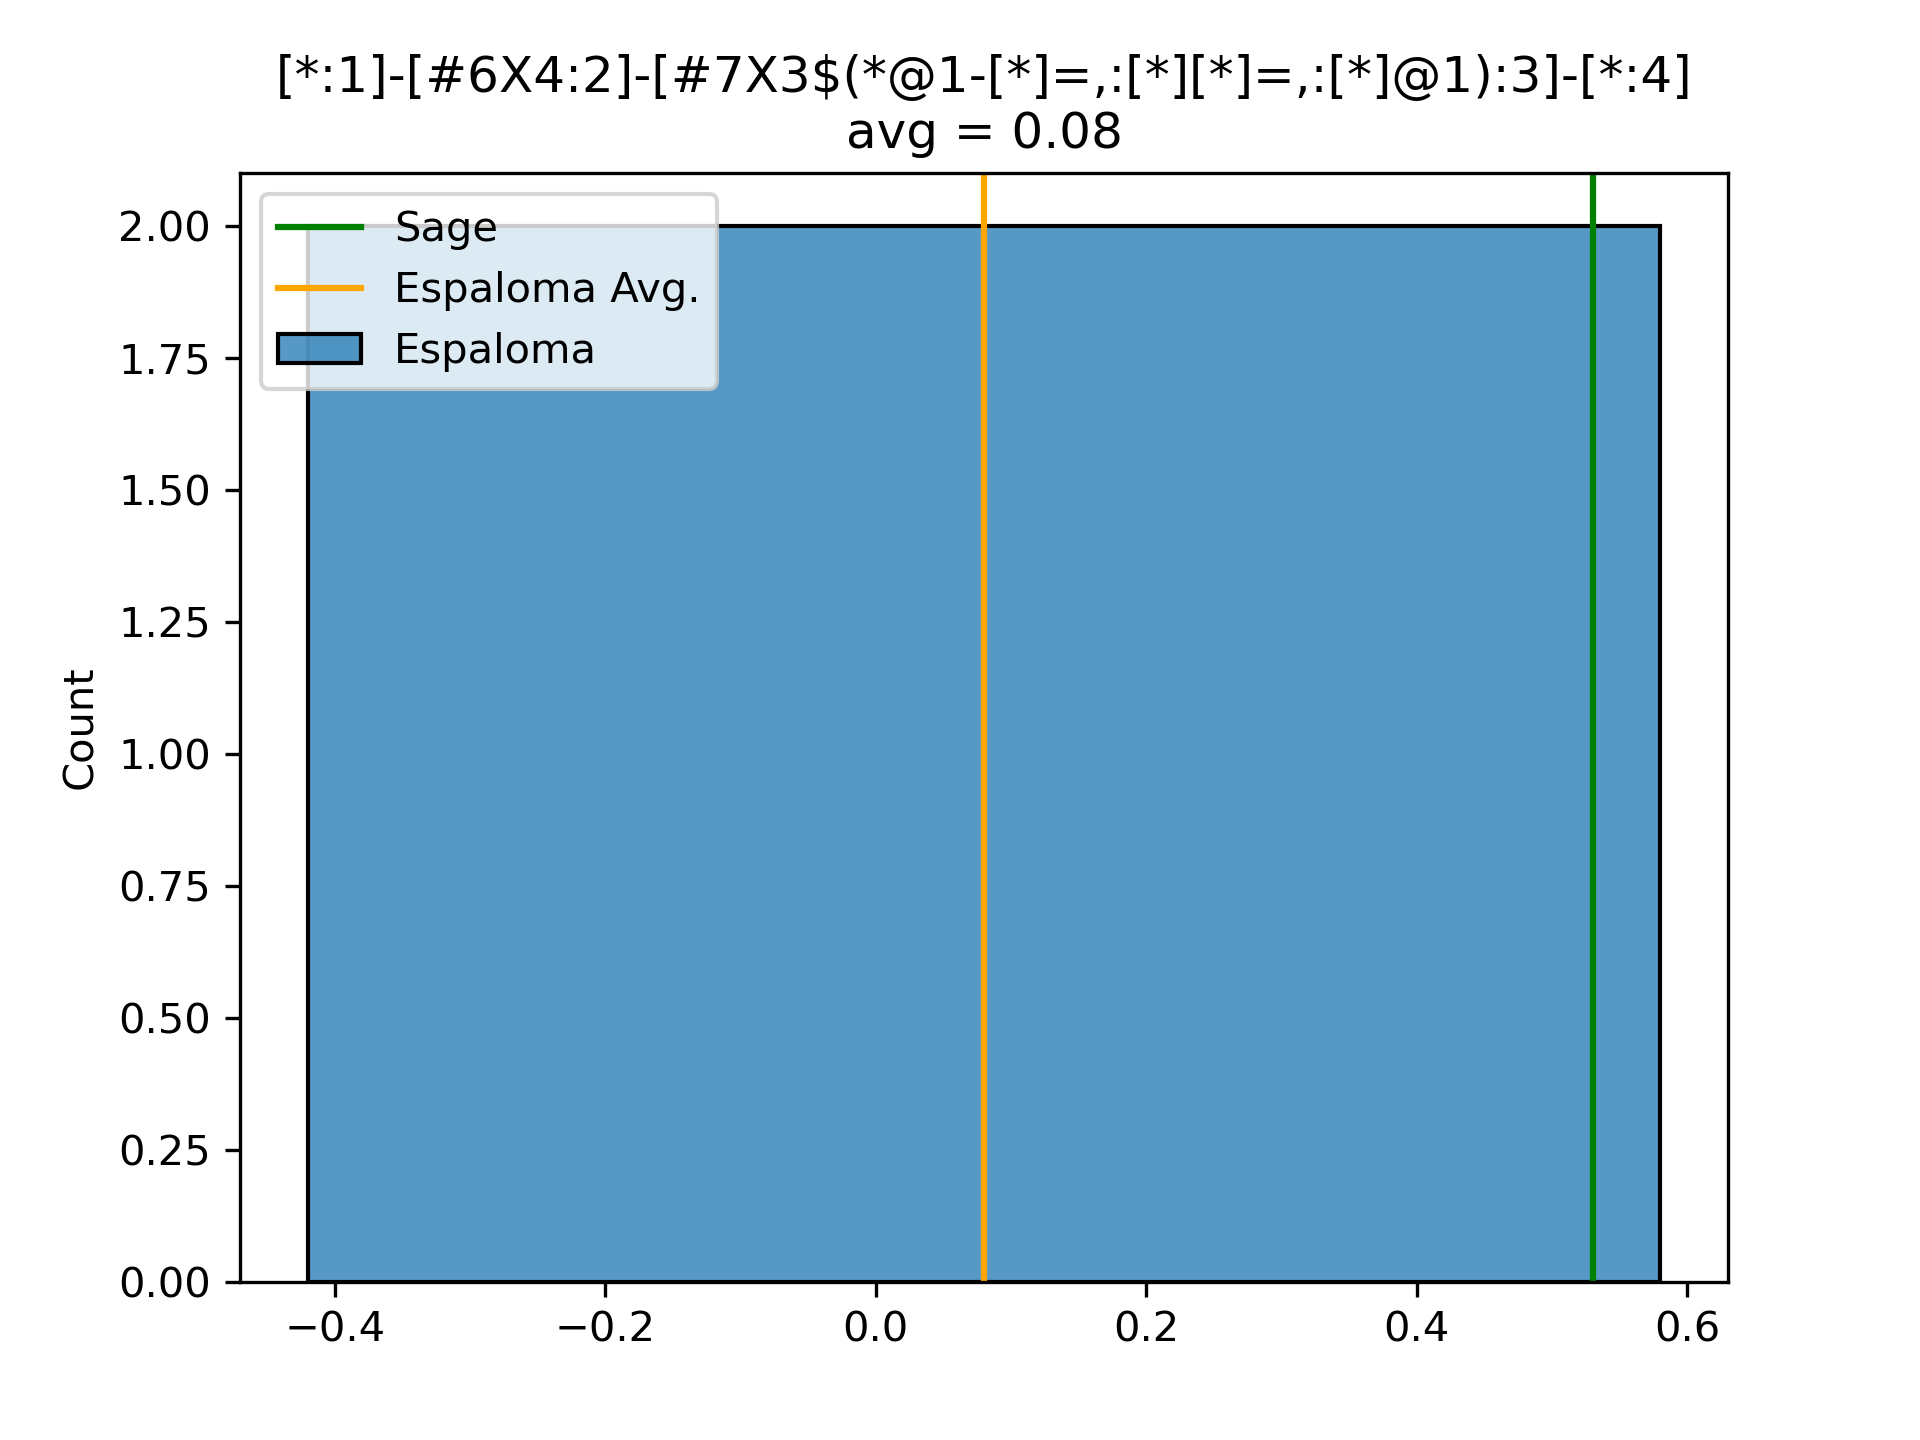 [*:1]-[#6X4:2]-[#7X3$(*@1-[*]=,:[*][*]=,:[*]@1):3]-[*:4]
avg = 0.08
Sage
Espaloma Avg.
Espaloma
2.00
1.75
1.50
1.25
1.00
0.75
0.50
0.25
0.00
Count
−0.4
−0.2
0.0
0.2
0.4
0.6